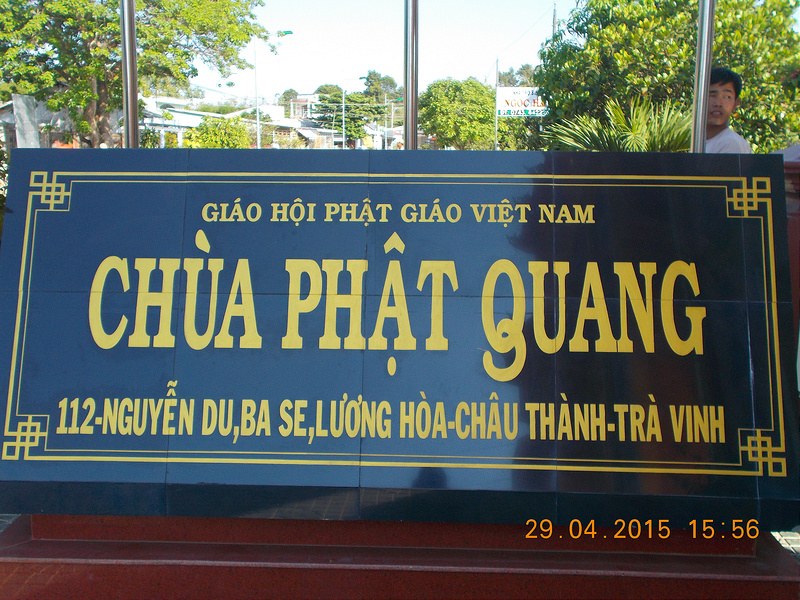 NGỌC H
GIÁO HỘI PHẬT GIÁO VIỆT NAM
CHÙA PHẬT QUANG
112-NGUYỄN DU,BA SE,LƯƠNG HÒA-CHÂU THÀNH-TRÀ VINH
29.04.2015 15:56